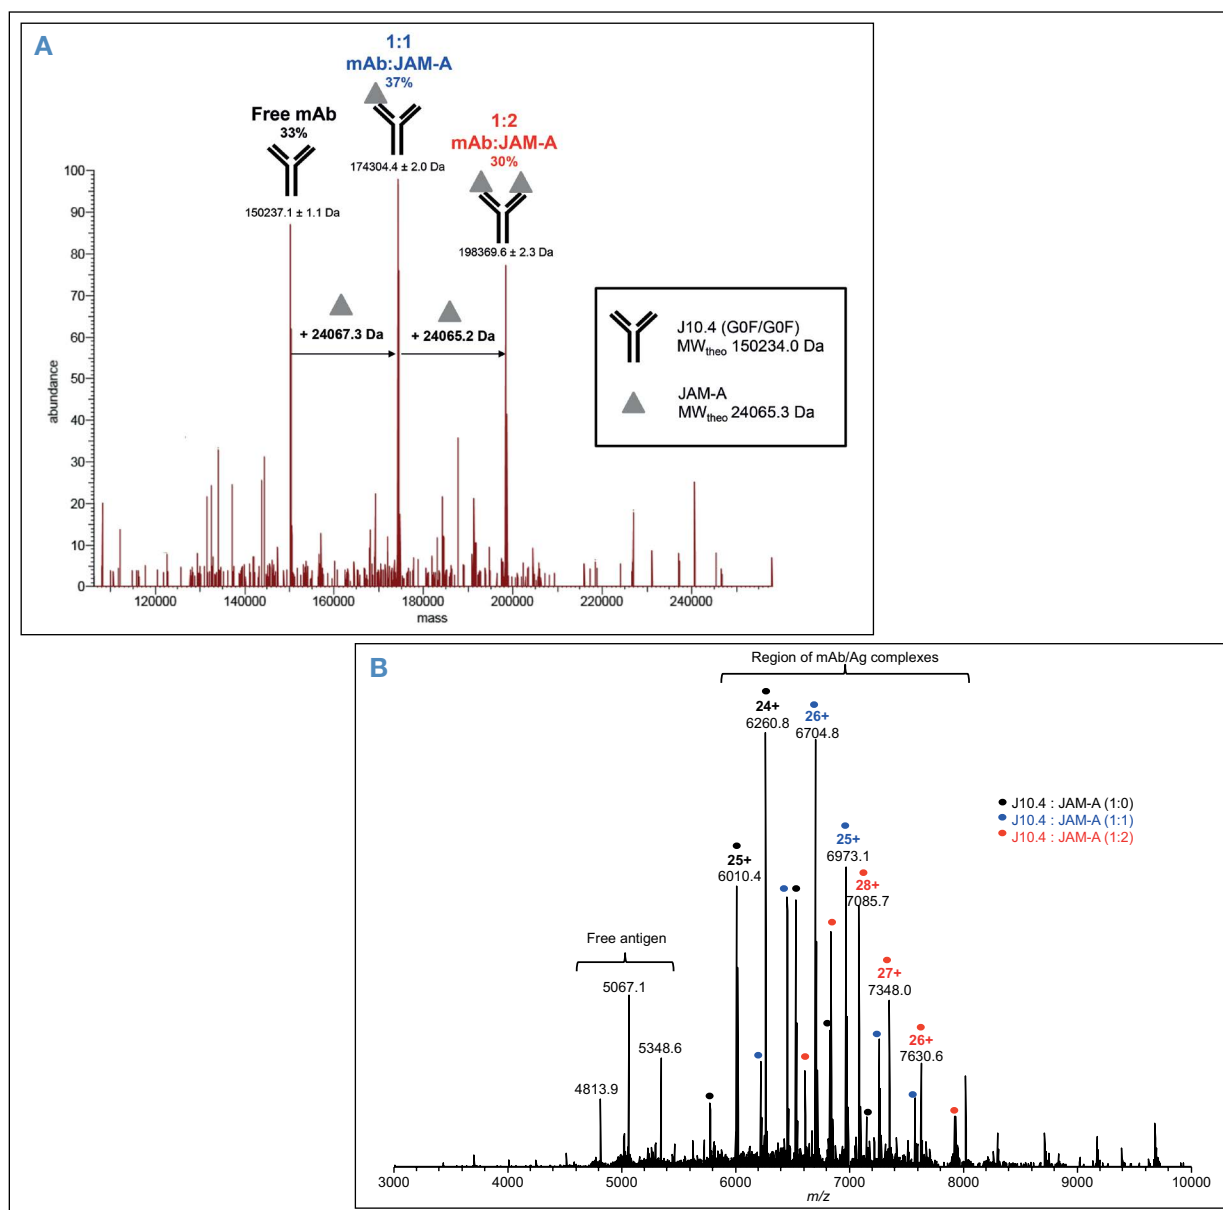 A
1:1
mAb:JAM-A
37%
Free mAb
33%
1:2
mAb:JAM-A
30%
174304.4 ± 2.0 Da
150237.1 ± 1.1 Da
198369.6 ± 2.3 Da
+ 24067.3 Da
+ 24065.2 Da
J10.4 (G0F/G0F)
MWtheo 150234.0 Da
JAM-A
MWtheo 24065.3 Da
100
90
80
70
60
50
40
30
20
10
0
abundance
120000 140000 160000 180000 200000 220000 240000
mass
B
Region of mAb/Ag complexes
24+
6260.8
26+
6704.8
J10.4 : JAM-A (1:0)
J10.4 : JAM-A (1:1)
J10.4 : JAM-A (1:2)
25+
6973.1
25+
6010.4
28+
7085.7
Free antigen
27+
7348.0
5067.1
26+
7630.6
5348.6
4813.9
3000 4000 5000 6000 7000 8000 9000 10000
m/z